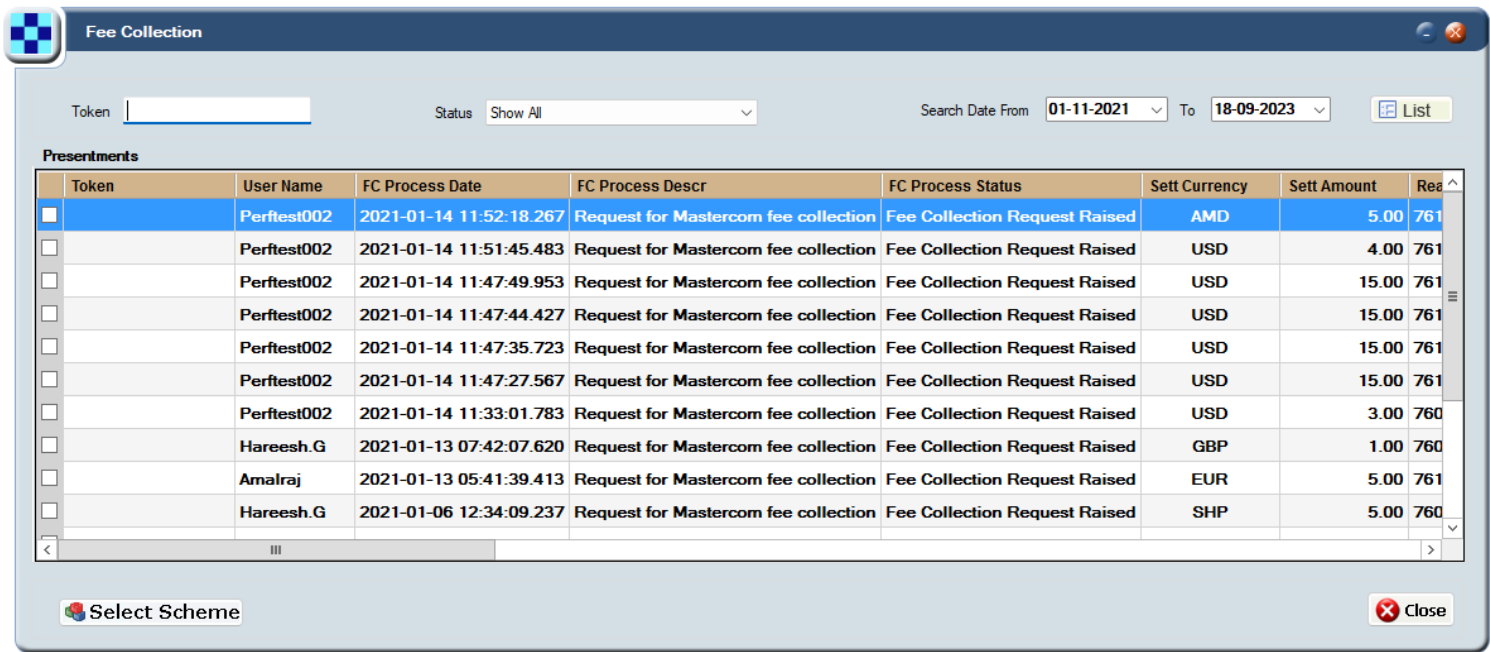 Fee Collection
Token Status Show All Search Date From 01-11-2021 To 18-09-2023 List
Presentments
Token User Name FC Process Date FC Process Descr FC Process Status Sett Currency Sett Amount Rea
Perftest002 2021-01-14 11:52:18.267 Request for Mastercom fee collection Fee Collection Request Raised AMD 5.00 761
Perftest002 2021-01-14 11:51:45.483 Request for Mastercom fee collection Fee Collection Request Raised USD 4.00 761
Perftest002 2021-01-14 11:47:49.953 Request for Mastercom fee collection Fee Collection Request Raised USD 15.00 761
Perftest002 2021-01-14 11:47:44.427 Request for Mastercom fee collection Fee Collection Request Raised USD 15.00 761
Perftest002 2021-01-14 11:47:35.723 Request for Mastercom fee collection Fee Collection Request Raised USD 15.00 761
Perftest002 2021-01-14 11:47:27.567 Request for Mastercom fee collection Fee Collection Request Raised USD 15.00 761
Perftest002 2021-01-14 11:33:01.783 Request for Mastercom fee collection Fee Collection Request Raised USD 3.00 760
Hareesh.G 2021-01-13 07:42:07.620 Request for Mastercom fee collection Fee Collection Request Raised GBP 1.00 760
Amalraj 2021-01-13 05:41:39.413 Request for Mastercom fee collection Fee Collection Request Raised EUR 5.00 761
Hareesh.G 2021-01-06 12:34:09.237 Request for Mastercom fee collection Fee Collection Request Raised SHP 5.00 760
Select Scheme Close